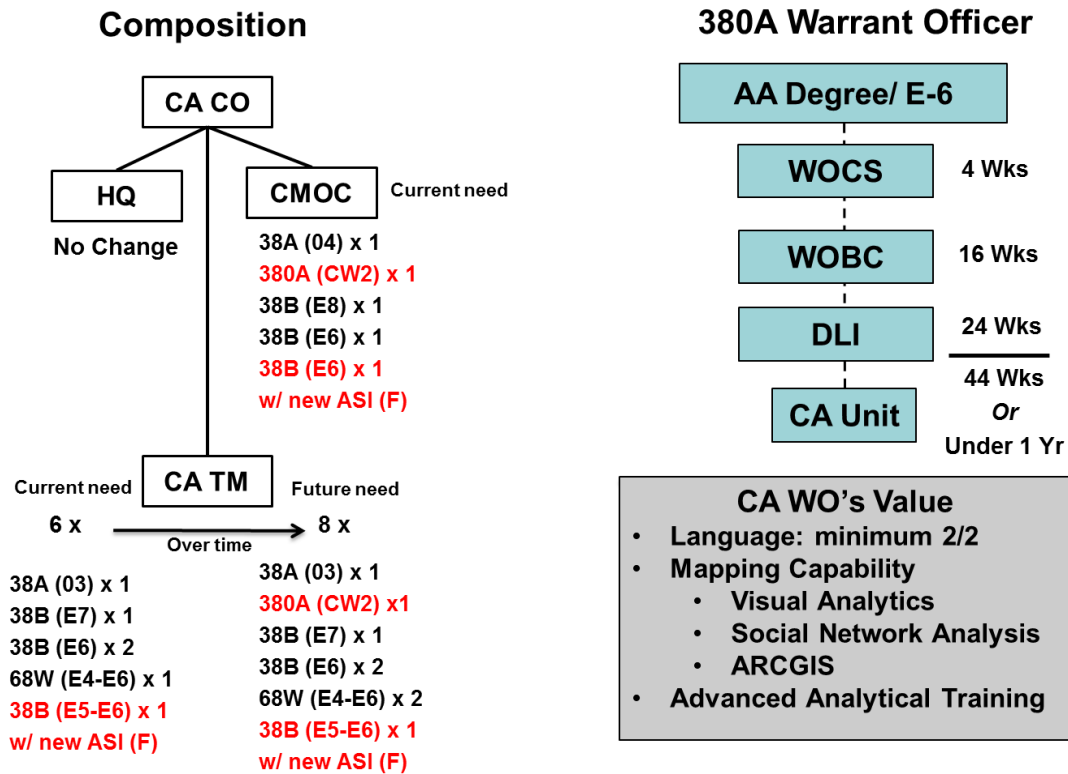 Composition
CA CO
HQ
No Change
CMOC
Current need
38A (04) x 1
380A (CW2) x 1
38B (E8) x 1
38B (E6) x 1
38B (E6) x 1
w/ new ASI (F)
CA TM
Current need
6 x
Over time
Future need
8 x
38A (03) x 1
38B (E7) x 1
38B (E6) x 2
68W (E4-E6) x 1
38B (E5-E6) x 1
w/ new ASI (F)
38A (03) x 1
380A (CW2) x1
38B (E7) x 1
38B (E6) x 2
68W (E4-E6) x 2
38B (E5-E6) x 1
w/ new ASI (F)
380A Warrant Officer
AA Degree/ E-6
WOCS
4 Wks
WOBC
16 Wks
DLI
24 Wks
44 Wks
Or
Under 1 Yr
CA Unit
CA WO’s Value
• Language: minimum 2/2
• Mapping Capability
• Visual Analytics
• Social Network Analysis
• ARCGIS
• Advanced Analytical Training